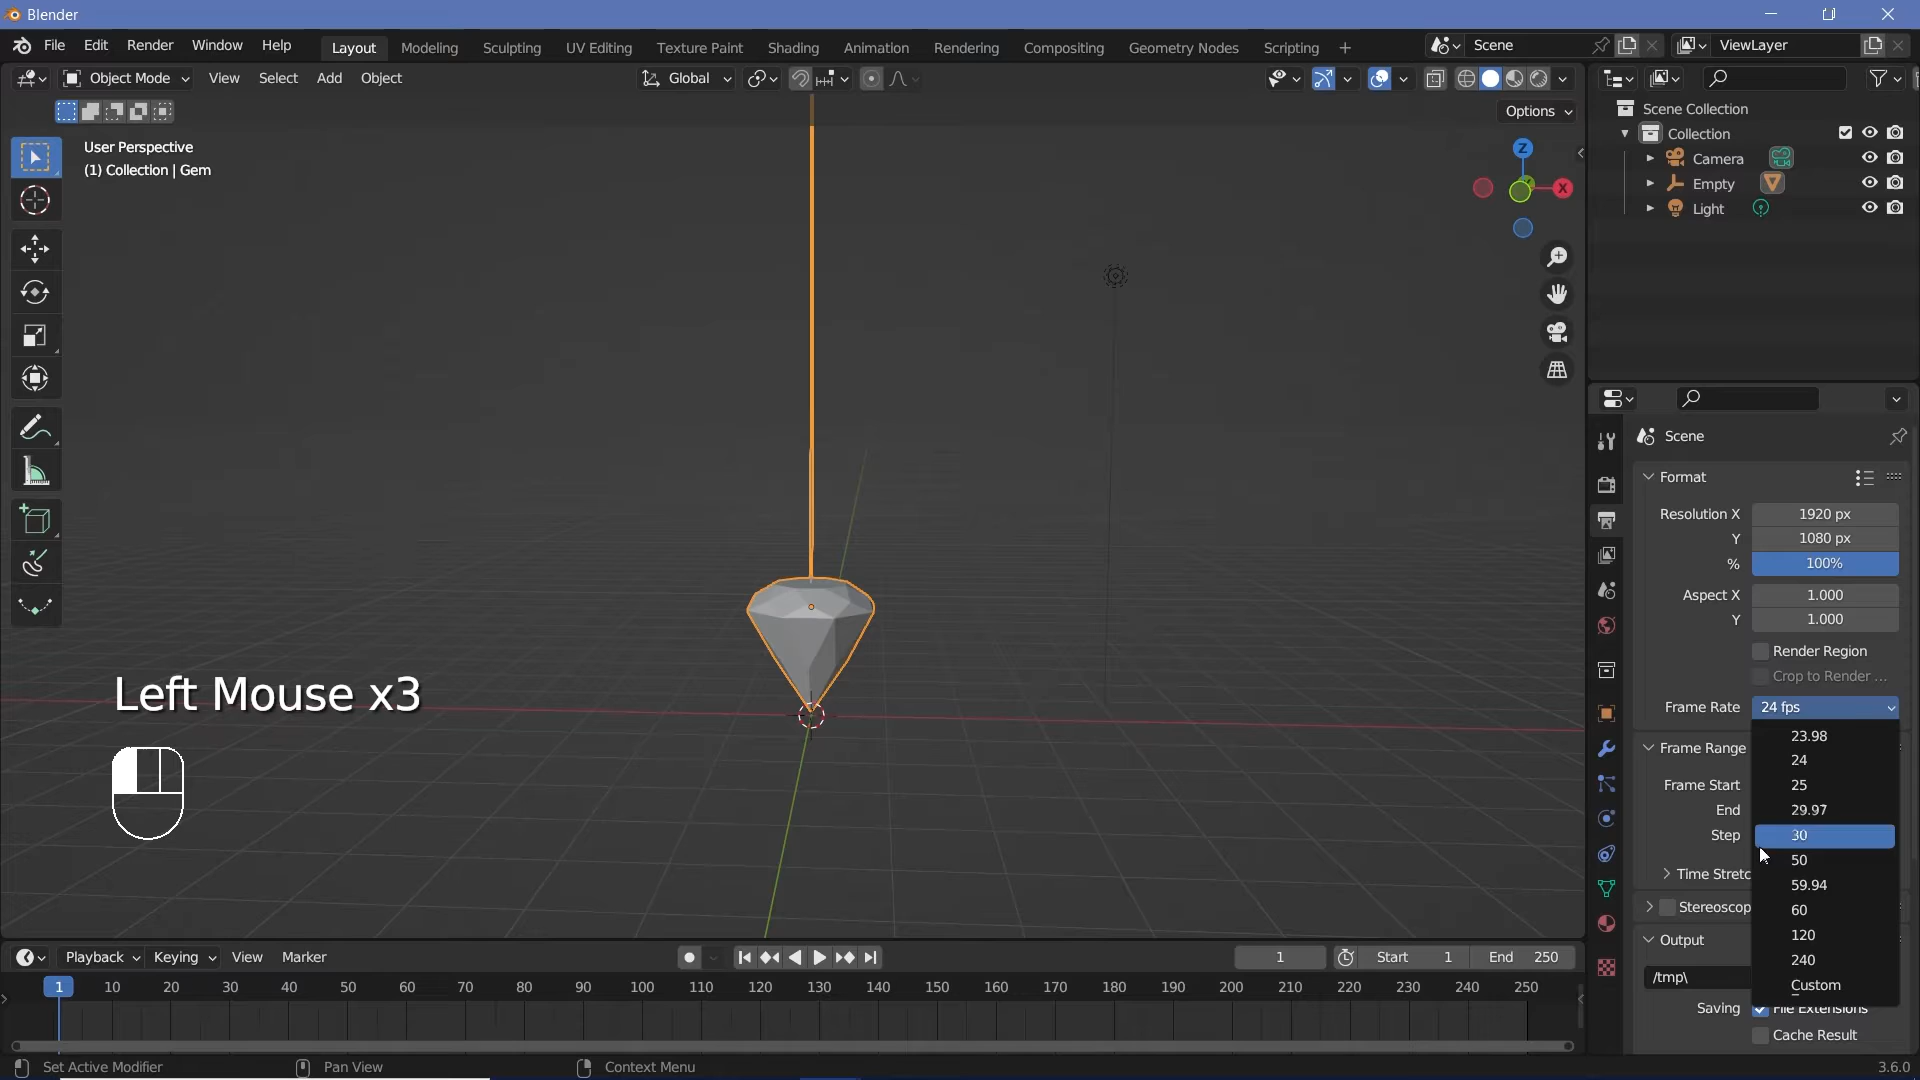 Blender
File Edit Render Window Help Layout Modeling Sculpting UV Editing Texture Paint Shading Animation Rendering Compositing Geometry Nodes Scripting + Scene ViewLayer
Object Mode View Select Add Object Global
Options
User Perspective
(1) Collection | Gem
Z
X
Scene Collection
Collection
Camera
Empty
Light
Scene
Format
Resolution X 1920 px
Y 1080 px
% 100%
Aspect X 1.000
Y 1.000
Render Region
Crop to Render ...
Frame Rate 24 fps
23.98
Frame Range
24
Frame Start 25
End 29.97
Step 30
50
Time Stretc
59.94
Stereoscop
60
120
Output
240
/tmp\
Custom
Saving File Extensions
Cache Result
Left Mouse x3
Playback Keying View Marker 1 Start 1 End 250
1 10 20 30 40 50 60 70 80 90 100 110 120 130 140 150 160 170 180 190 200 210 220 230 240 250
Set Active Modifier Pan View Context Menu 3.6.0